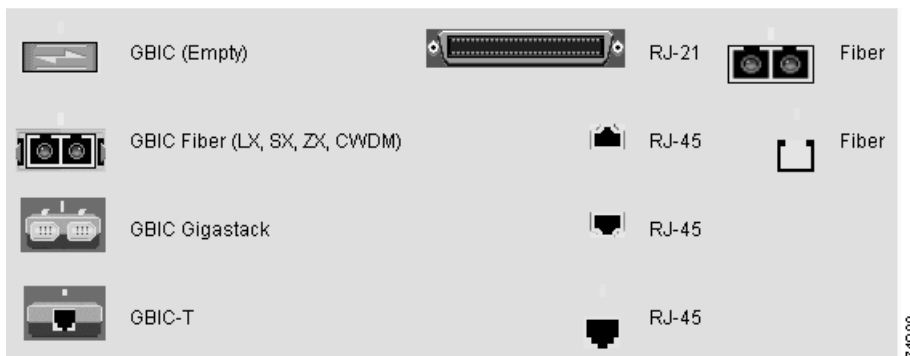 GBIC (Empty)
RJ-21
Fiber
GBIC Fiber (LX, SX, ZX, CWDM)
RJ-45
Fiber
GBIC Gigastack
RJ-45
GBIC-T
RJ-45